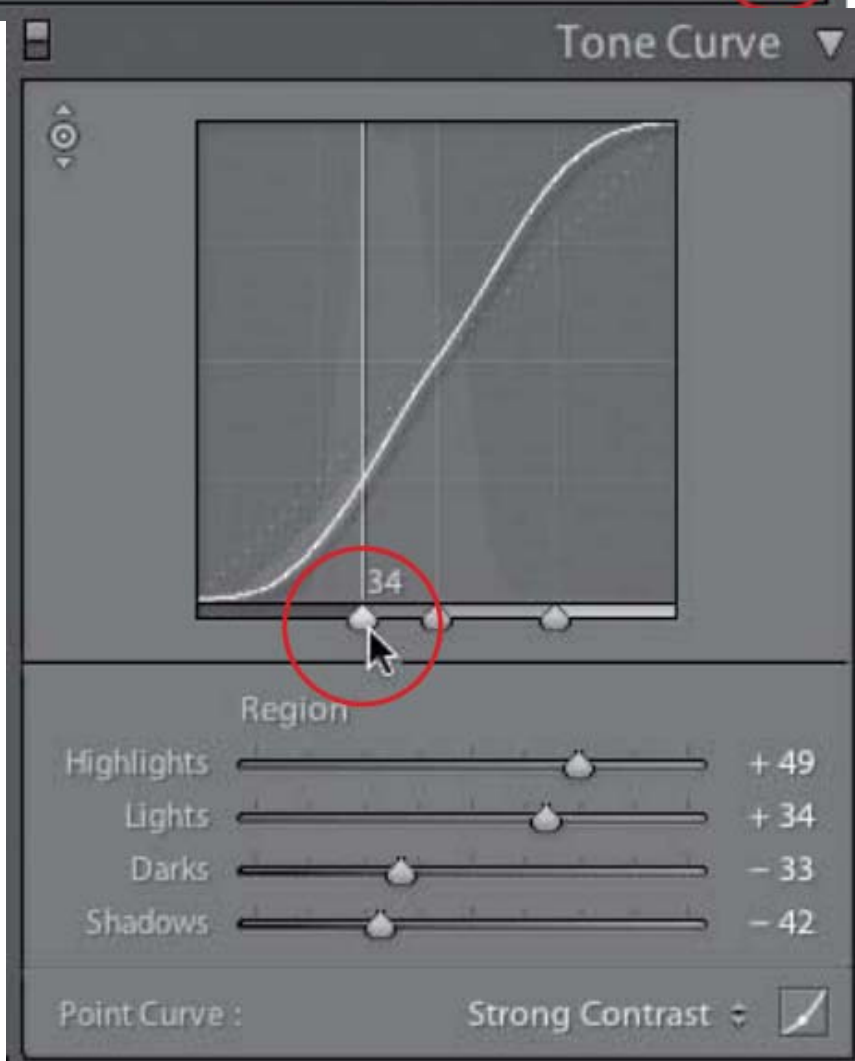 Tone Curve
34
Region
Highlights + 49
Lights + 34
Darks – 33
Shadows – 42
Point Curve : Strong Contrast